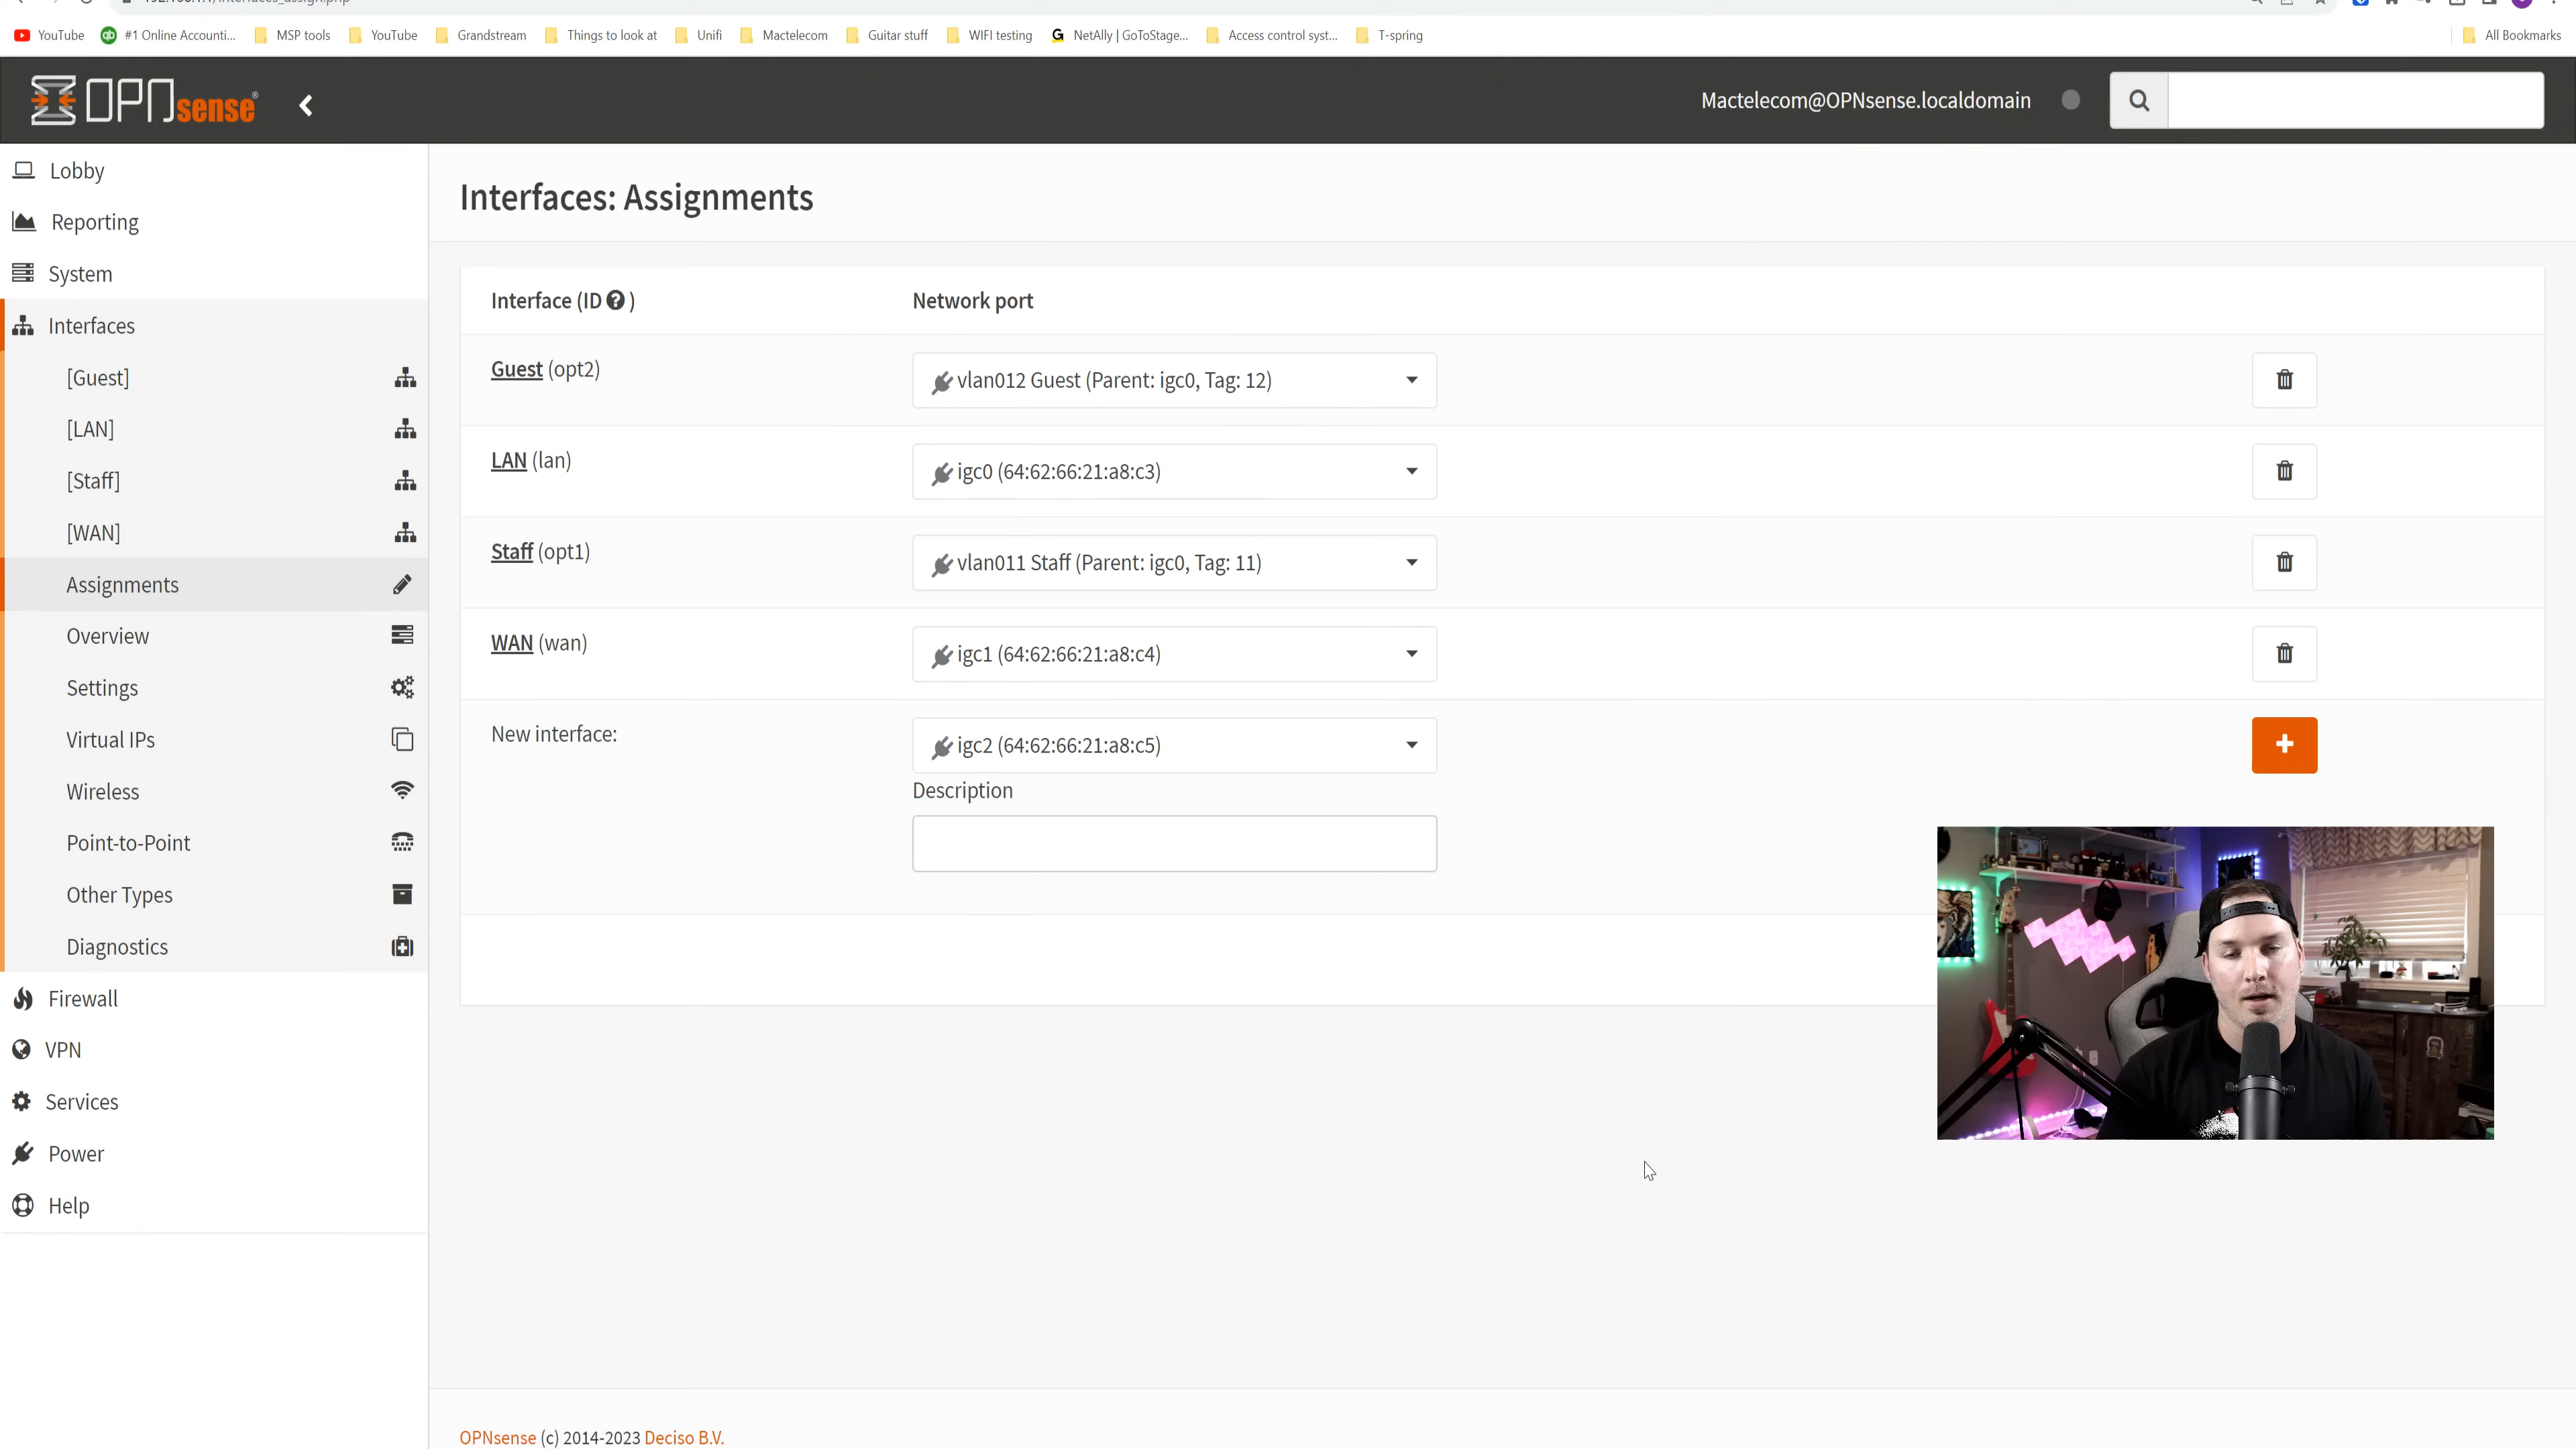 YouTube #1 Online Accounti... MSP tools YouTube Grandstream Things to look at Unifi Mactelecom Guitar stuff WIFI testing NetAlly | GoToStage... Access control syst... T-spring All Bookmarks
OPNsense Mactelecom@OPNsense.localdomain
Lobby
Reporting
System
Interfaces
[Guest]
[LAN]
[Staff]
[WAN]
Assignments
Overview
Settings
Virtual IPs
Wireless
Point-to-Point
Other Types
Diagnostics
Firewall
VPN
Services
Power
Help
Interfaces: Assignments
Interface (ID ) Network port
Guest (opt2) vlan012 Guest (Parent: igc0, Tag: 12)
LAN (lan) igc0 (64:62:66:21:a8:c3)
Staff (opt1) vlan011 Staff (Parent: igc0, Tag: 11)
WAN (wan) igc1 (64:62:66:21:a8:c4)
New interface: igc2 (64:62:66:21:a8:c5)
Description
OPNsense (c) 2014-2023 Deciso B.V.